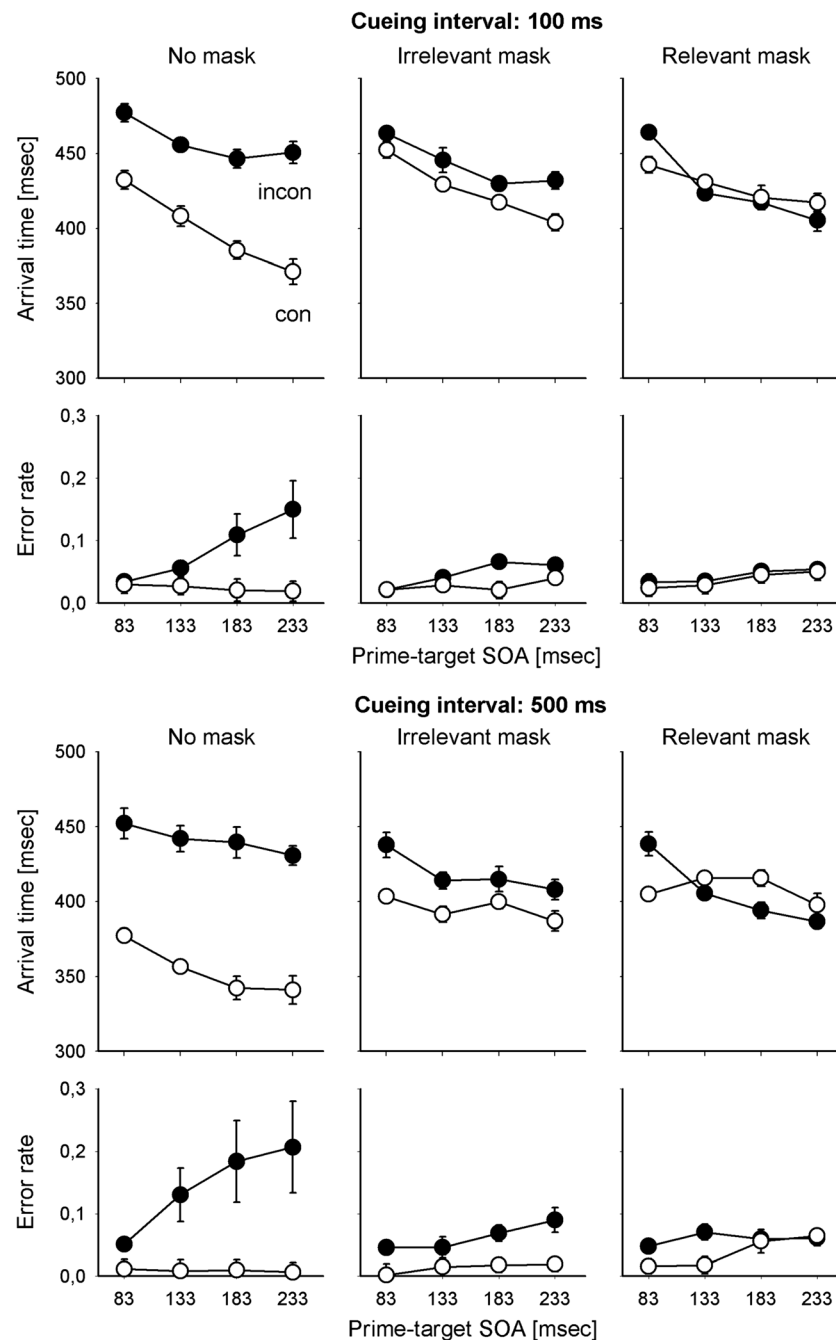 Cueing interval: 100 ms
No mask Irrelevant mask Relevant mask
Arrival time [msec]
500
450
400
350
300
incon
con
Error rate
0,3
0,2
0,1
0,0
83 133 183 233 83 133 183 233 83 133 183 233
Prime-target SOA [msec]
Cueing interval: 500 ms
No mask Irrelevant mask Relevant mask
Arrival time [msec]
500
450
400
350
300
Error rate
0,3
0,2
0,1
0,0
83 133 183 233 83 133 183 233 83 133 183 233
Prime-target SOA [msec]